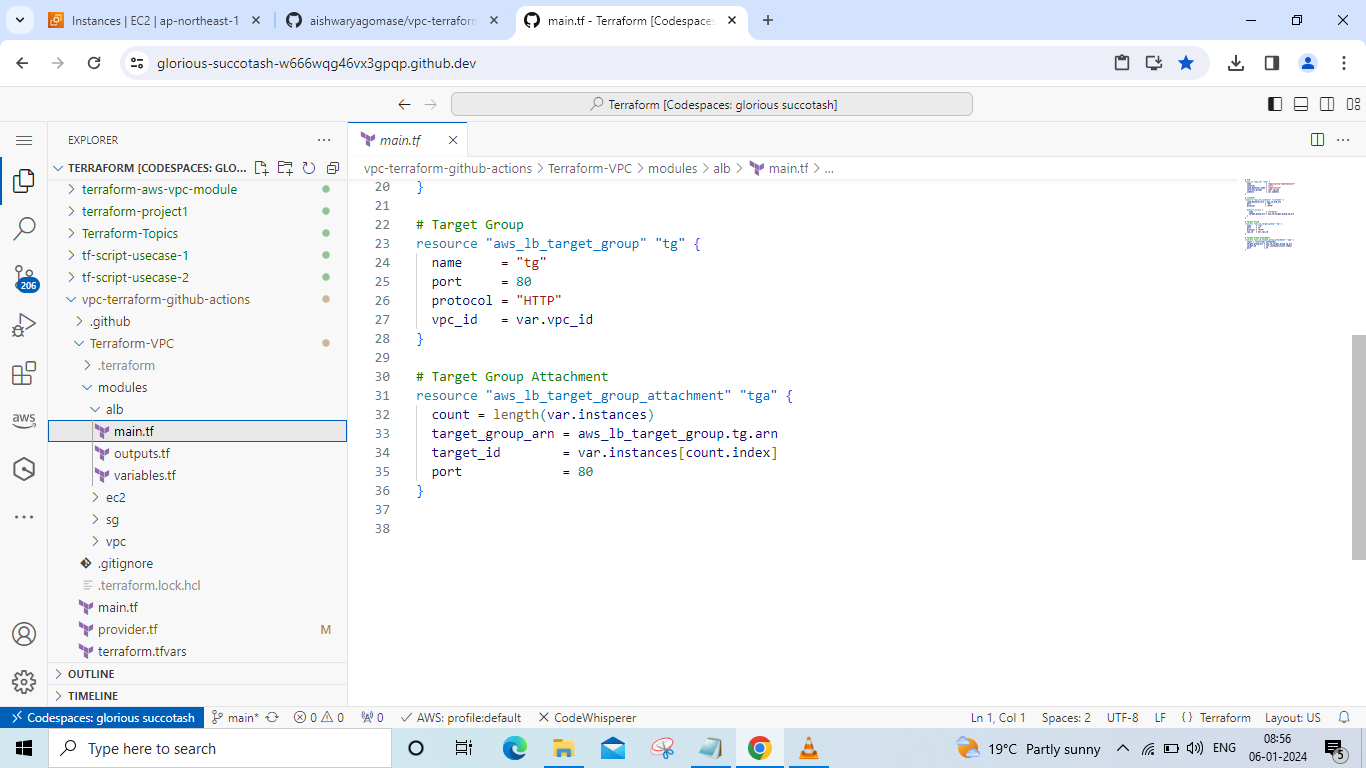 Instances | EC2 | ap-northeast-1
aishwaryagomase/vpc-terraform
main.tf - Terraform [Codespaces
glorious-succotash-w666wqg46vx3gpqp.github.dev
Terraform [Codespaces: glorious succotash]
EXPLORER
TERRAFORM [CODESPACES: GLO...
terraform-aws-vpc-module
terraform-project1
Terraform-Topics
tf-script-usecase-1
tf-script-usecase-2
vpc-terraform-github-actions
.github
Terraform-VPC
.terraform
modules
alb
main.tf
outputs.tf
variables.tf
ec2
sg
vpc
.gitignore
.terraform.lock.hcl
main.tf
provider.tf M
terraform.tfvars
OUTLINE
TIMELINE
206
aws
main.tf
vpc-terraform-github-actions > Terraform-VPC > modules > alb > main.tf > ...
20 }
21
22 # Target Group
23 resource "aws_lb_target_group" "tg" {
24 name = "tg"
25 port = 80
26 protocol = "HTTP"
27 vpc_id = var.vpc_id
28 }
29
30 # Target Group Attachment
31 resource "aws_lb_target_group_attachment" "tga" {
32 count = length(var.instances)
33 target_group_arn = aws_lb_target_group.tg.arn
34 target_id = var.instances[count.index]
35 port = 80
36 }
37
38
Codespaces: glorious succotash main* 0 0 0 AWS: profile:default CodeWhisperer Ln 1, Col 1 Spaces: 2 UTF-8 LF {} Terraform Layout: US
Type here to search
19°C Partly sunny
ENG
08:56
06-01-2024
5